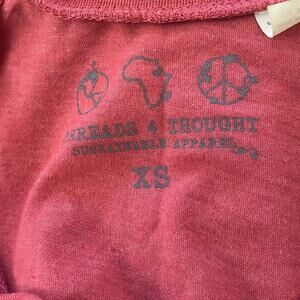 THREADS 4 THOUGHT
SUSTAINABLE APPAREL
XS